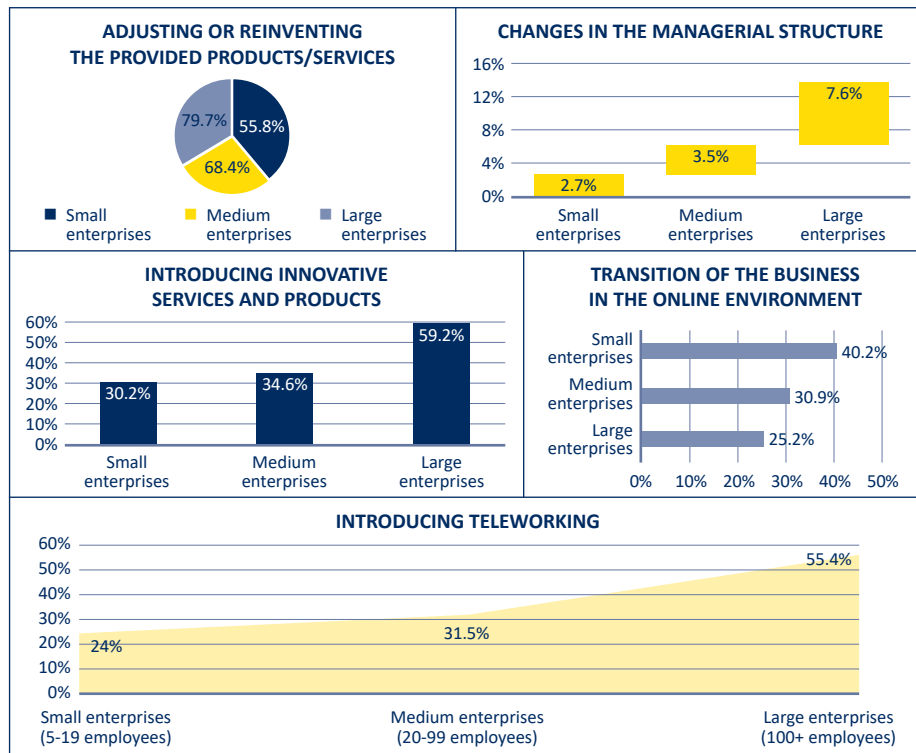 ADJUSTING OR REINVENTING
THE PROVIDED PRODUCTS/SERVICES
79.7%
55.8%
68.4%
Small
enterprises
Medium
enterprises
Large
enterprises
CHANGES IN THE MANAGERIAL STRUCTURE
16%
12%
8%
4%
0%
2.7%
3.5%
7.6%
Small
enterprises
Medium
enterprises
Large
enterprises
INTRODUCING INNOVATIVE
SERVICES AND PRODUCTS
60%
50%
40%
30%
20%
10%
0%
30.2%
34.6%
59.2%
Small
enterprises
Medium
enterprises
Large
enterprises
TRANSITION OF THE BUSINESS
IN THE ONLINE ENVIRONMENT
Small
enterprises
40.2%
Medium
enterprises
30.9%
Large
enterprises
25.2%
0% 10% 20% 30% 40% 50%
INTRODUCING TELEWORKING
60%
50%
40%
30%
20%
10%
0%
24%
31.5%
55.4%
Small enterprises
(5-19 employees)
Medium enterprises
(20-99 employees)
Large enterprises
(100+ employees)